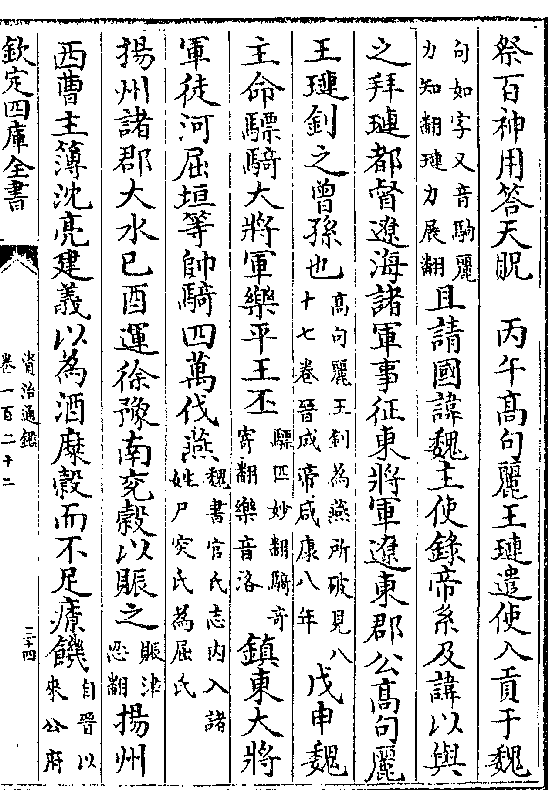 祭百神用答天貺　丙午高句麗王璉遣使入貢于魏
句如字又音駒麗
力知翻璉力展翻
且請國諱魏主使錄帝系及諱以與
之拜璉都督遼海諸軍事征東將軍遼東郡公高句麗
王璉釗之曾孫也
高句麗王釗為燕所破見八
十七卷晉成帝咸康八年
戊申魏
主命驃騎大將軍樂平王丕
驃匹妙翻騎奇
寄翻樂音洛
鎮東大將
軍徒河屈垣等帥騎四萬伐燕
魏書官氏志內入諸
姓尸突氏為屈氏
揚州諸郡大水已酉運徐豫南兖穀以賑之
賑津
忍翻
揚州
西曹主簿沈亮建義以為酒糜穀而不足療饑
自晉以
來公府
欽定四庫全書
資治通鑑
卷一百二十二
三十四